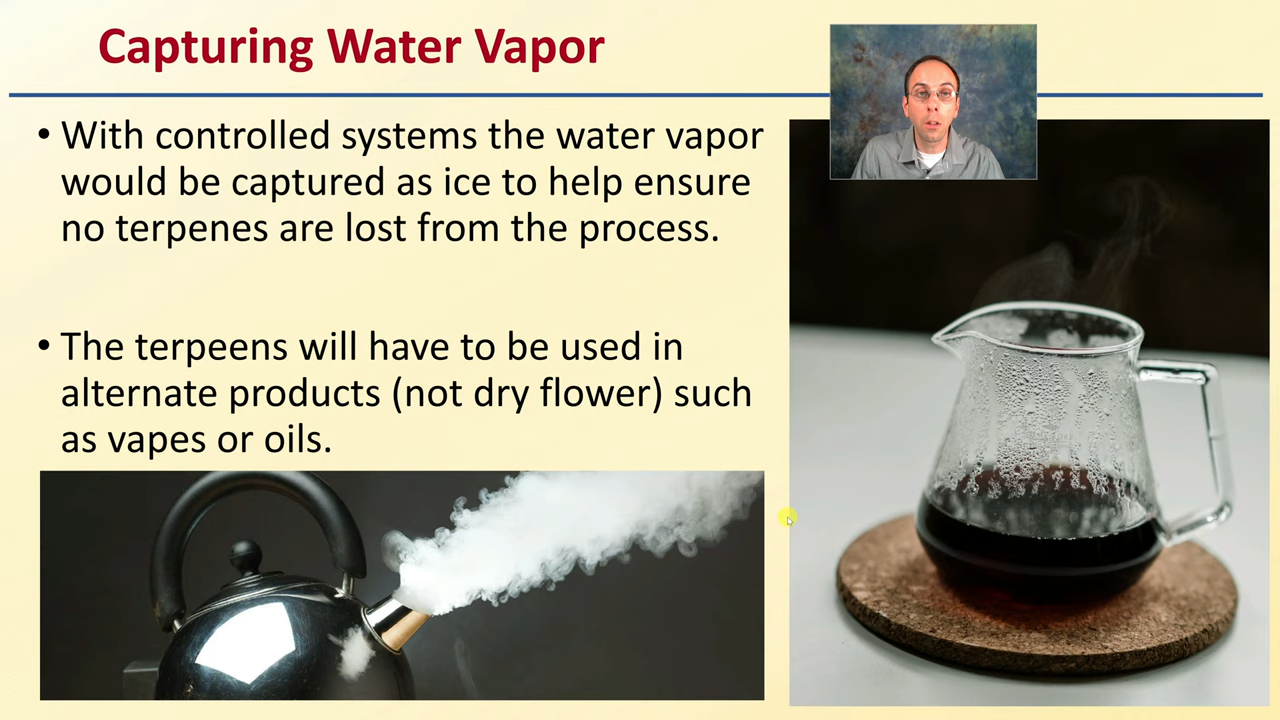 Capturing Water Vapor
• With controlled systems the water vapor
would be captured as ice to help ensure
no terpenes are lost from the process.
• The terpeens will have to be used in
alternate products (not dry flower) such
as vapes or oils.